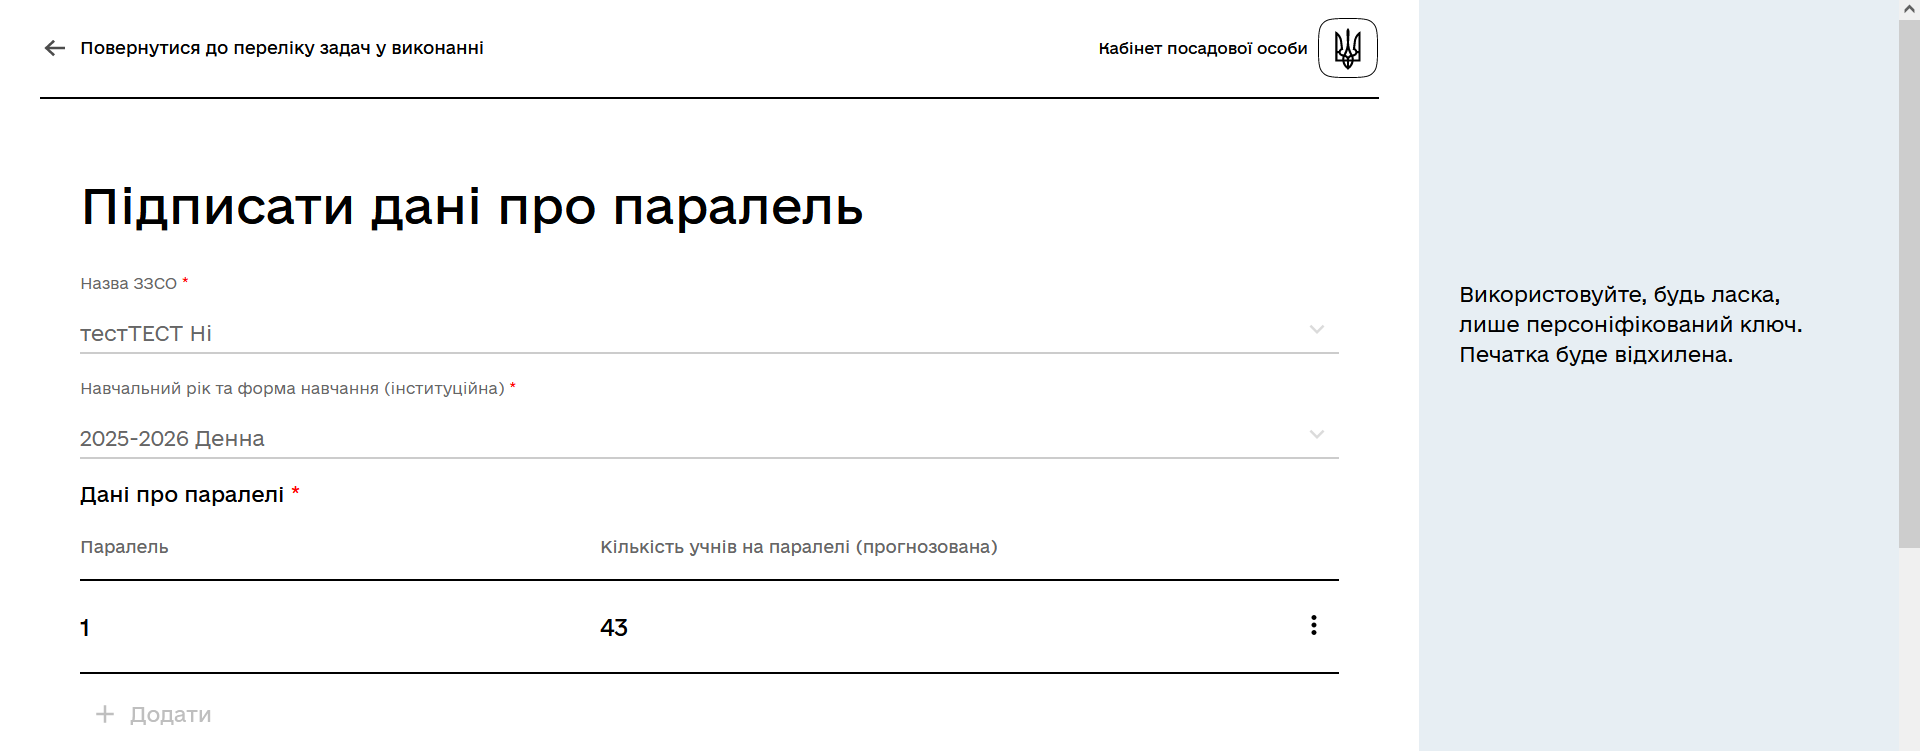 Повернутися до переліку задач у виконанні
Кабінет посадової особи
Підписати дані про паралель
Назва ЗЗСО *
тестТЕСТ Ні
Навчальний рік та форма навчання (інституційна) *
2025-2026 Денна
Дані про паралелі *
Паралель
Кількість учнів на паралелі (прогнозована)
1
43
Додати
Використовуйте, будь ласка,
лише персоніфікований ключ.
Печатка буде відхилена.